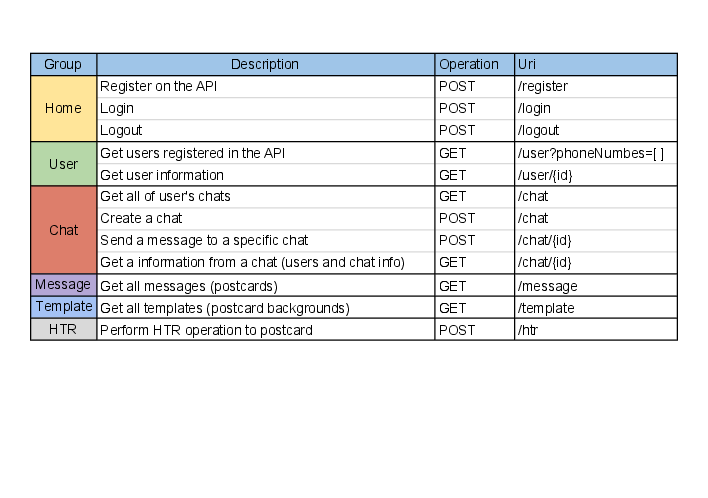 Group Description Operation Uri
Home Register on the API POST /register
Login POST /login
Logout POST /logout
User Get users registered in the API GET /user?phoneNumbes=[ ]
Get user information GET /user/{id}
Chat Get all of user's chats GET /chat
Create a chat POST /chat
Send a message to a specific chat POST /chat/{id}
Get a information from a chat (users and chat info) GET /chat/{id}
Message Get all messages (postcards) GET /message
Template Get all templates (postcard backgrounds) GET /template
HTR Perform HTR operation to postcard POST /htr